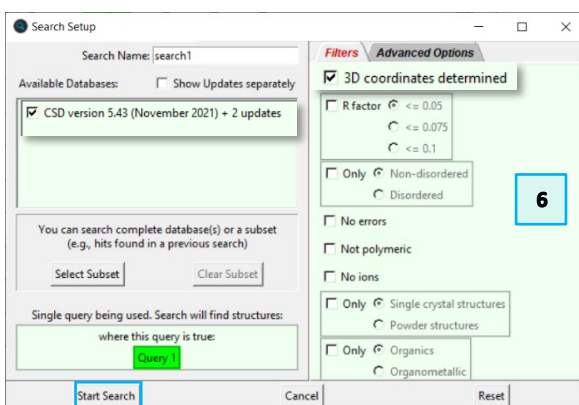 Search Setup
Search Name: search1
Available Databases: Show Updates separately
CSD version 5.43 (November 2021) + 2 updates
You can search complete database(s) or a subset
(e.g., hits found in a previous search)
Select Subset Clear Subset
Single query being used. Search will find structures:
where this query is true:
Query 1
Filters Advanced Options
3D coordinates determined
R factor <= 0.05
<= 0.075
<= 0.1
Only Non-disordered
Disordered
No errors
Not polymeric
No ions
Only Single crystal structures
Powder structures
Only Organics
Organometallic
6
Start Search Cancel Reset